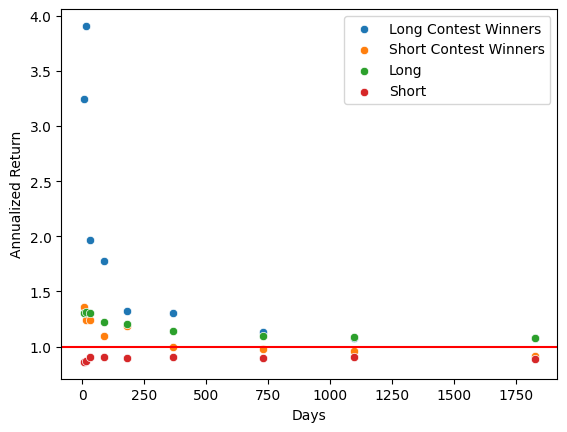 4.0
3.5
3.0
2.5
2.0
1.5
1.0
Annualized Return
Long Contest Winners
Short Contest Winners
Long
Short
0 250 500 750 1000 1250 1500 1750
Days